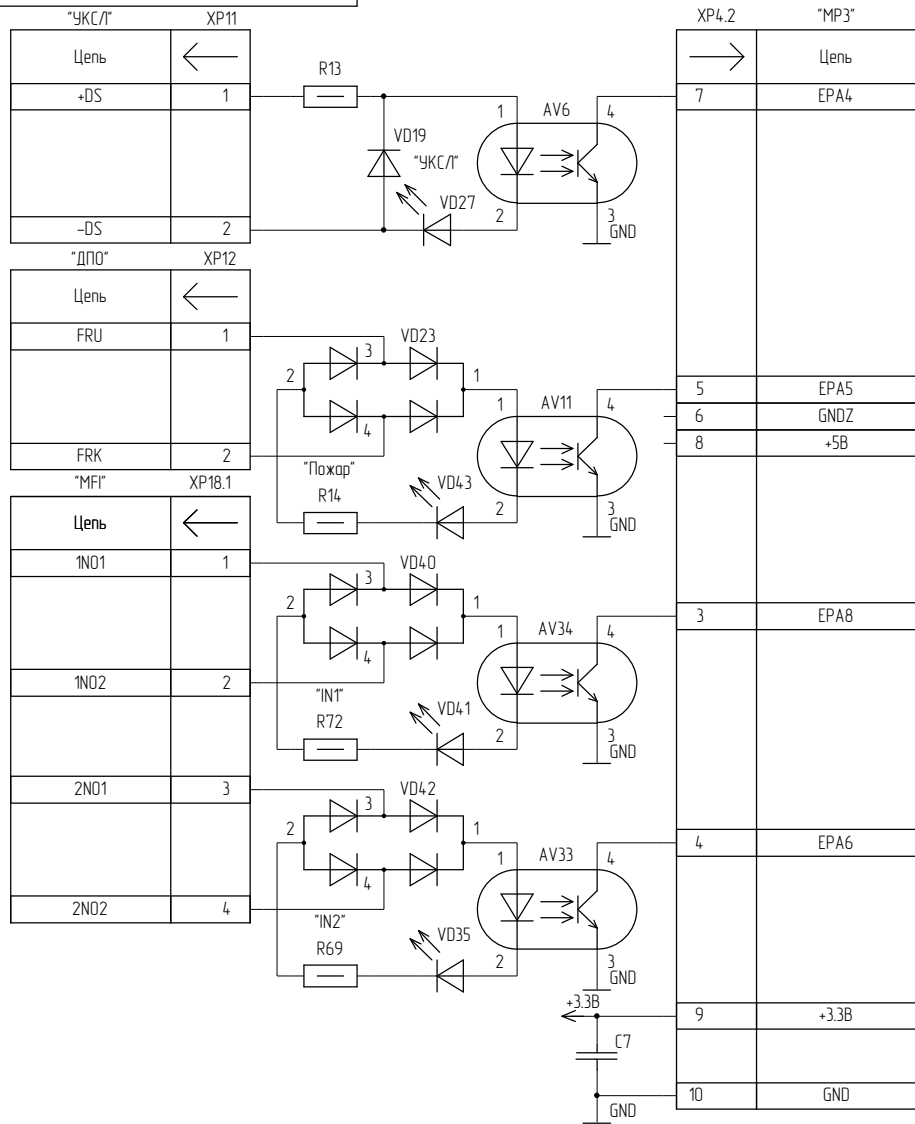 "УКСЛ" XP11
Цепь
+DS 1
-DS 2
"ДПО" XP12
Цепь
FRU 1
FRK 2
"MFI" XP18.1
Цепь
1NO1 1
1NO2 2
2NO1 3
2NO2 4
R13
VD19
"УКСЛ"
VD27
1 AV6 4
2 3
GND
VD23
3
2 1
4
"Пожар"
R14
VD43
1 AV11 4
2 3
GND
VD40
3
2 1
4
"IN1"
R72
VD41
1 AV34 4
2 3
GND
VD42
3
2 1
4
"IN2"
R69
VD35
1 AV33 4
2 3
GND
+3.3В
C7
GND
XP4.2 "МРЗ"
Цепь
7 EPA4
5 EPA5
6 GNDZ
8 +5В
3 EPA8
4 EPA6
9 +3.3В
10 GND